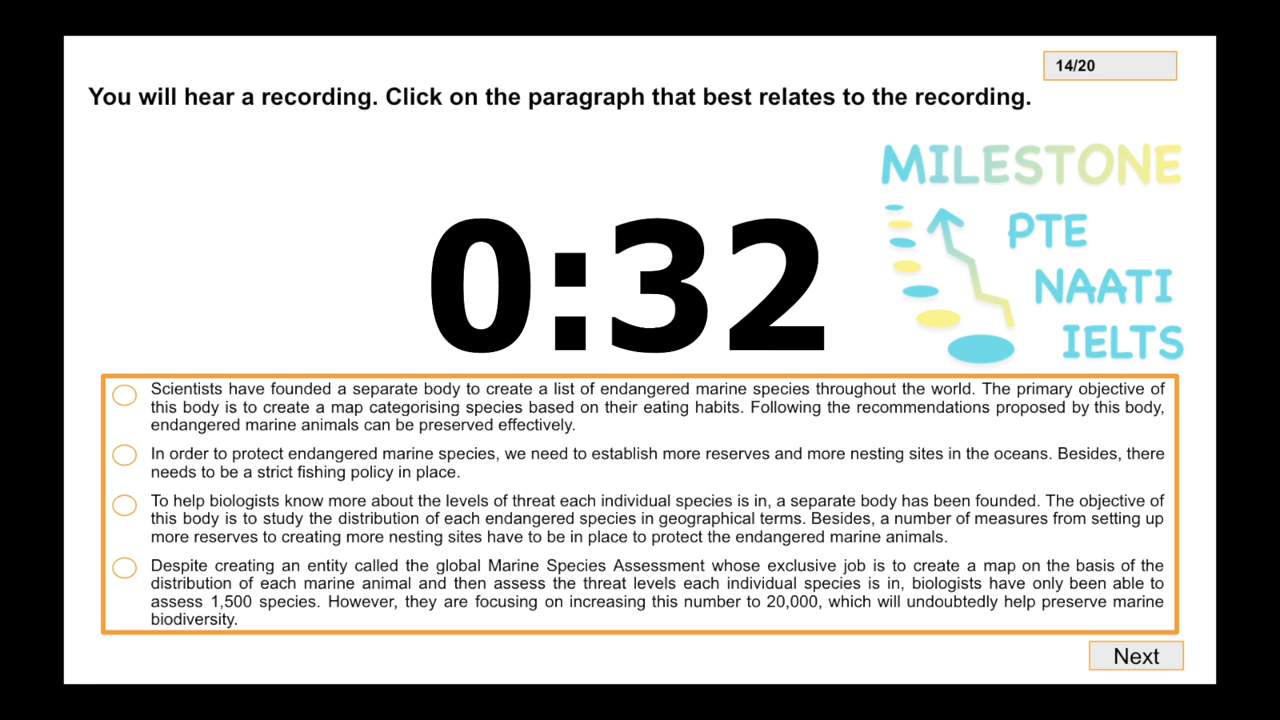 14/20
You will hear a recording. Click on the paragraph that best relates to the recording.
MILESTONE
PTE
NAATI
IELTS
0:32
Scientists have founded a separate body to create a list of endangered marine species throughout the world. The primary objective of
this body is to create a map categorising species based on their eating habits. Following the recommendations proposed by this body,
endangered marine animals can be preserved effectively.
In order to protect endangered marine species, we need to establish more reserves and more nesting sites in the oceans. Besides, there
needs to be a strict fishing policy in place.
To help biologists know more about the levels of threat each individual species is in, a separate body has been founded. The objective of
this body is to study the distribution of each endangered species in geographical terms. Besides, a number of measures from setting up
more reserves to creating more nesting sites have to be in place to protect the endangered marine animals.
Despite creating an entity called the global Marine Species Assessment whose exclusive job is to create a map on the basis of the
distribution of each marine animal and then assess the threat levels each individual species is in, biologists have only been able to
assess 1,500 species. However, they are focusing on increasing this number to 20,000, which will undoubtedly help preserve marine
biodiversity.
Next